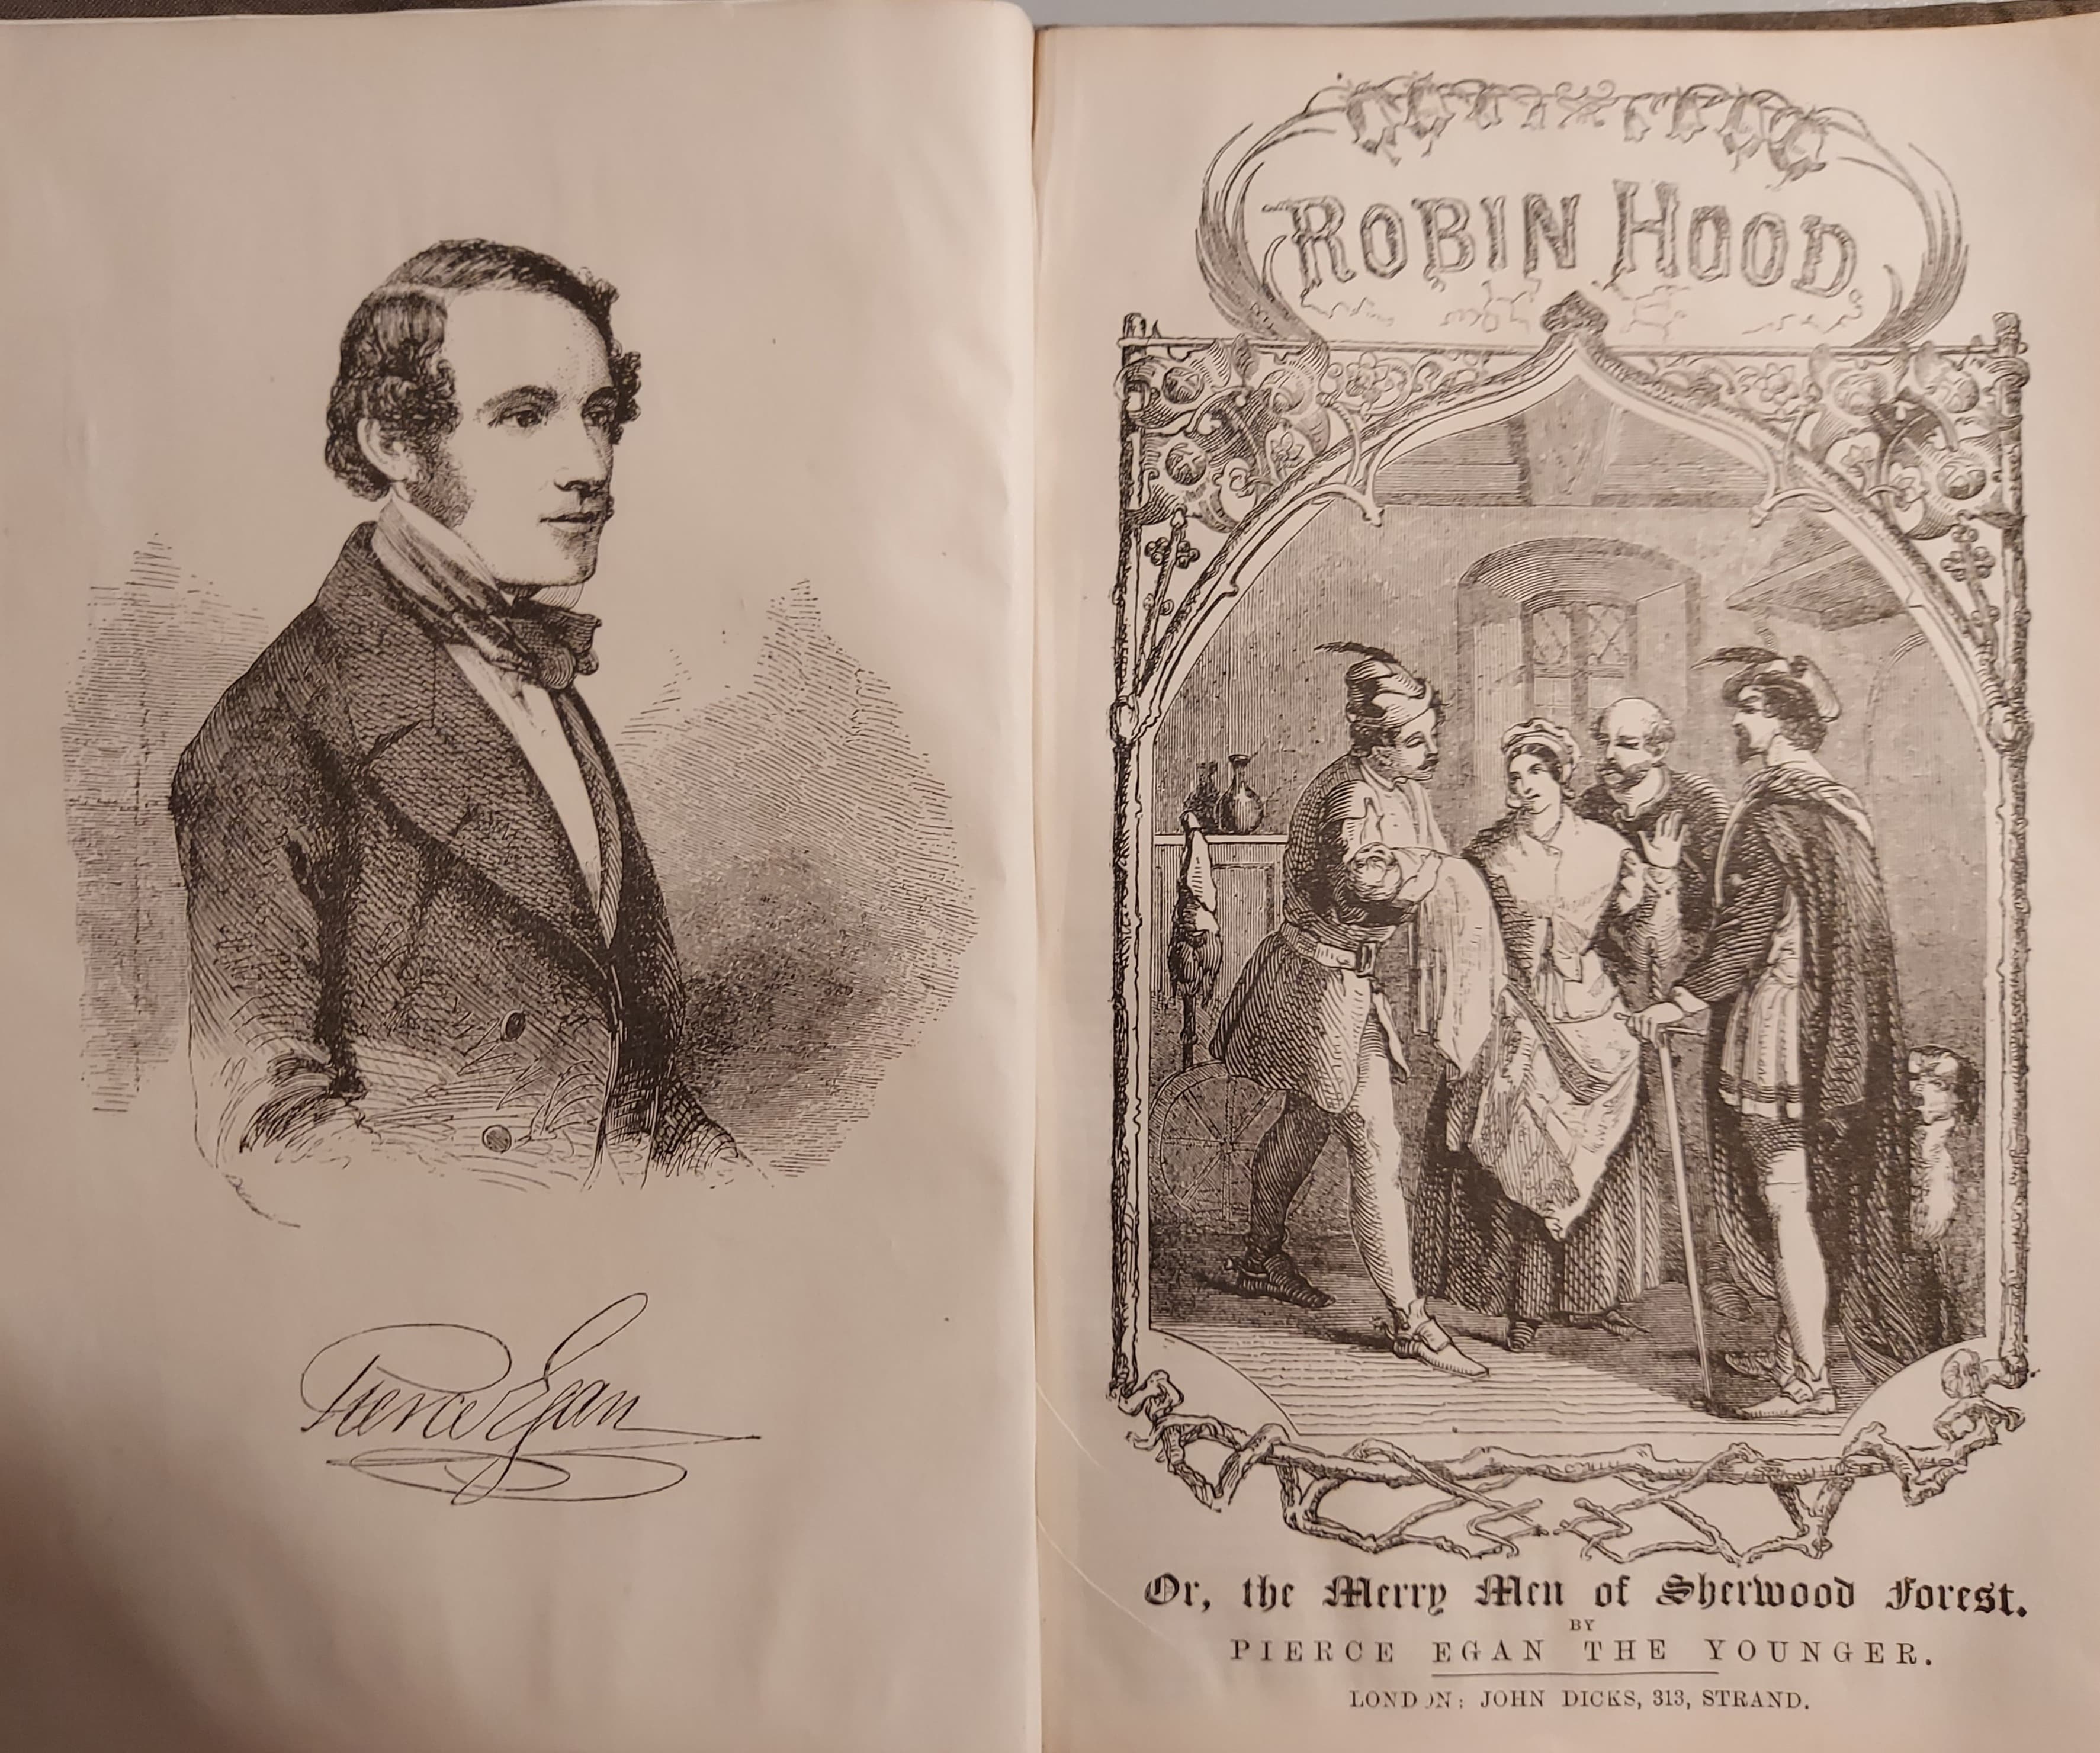 Pierce Egan
ROBIN HOOD.
Or, the Merry Men of Sherwood Forest.
BY
PIERCE EGAN THE YOUNGER.
LONDON: JOHN DICKS, 313, STRAND.